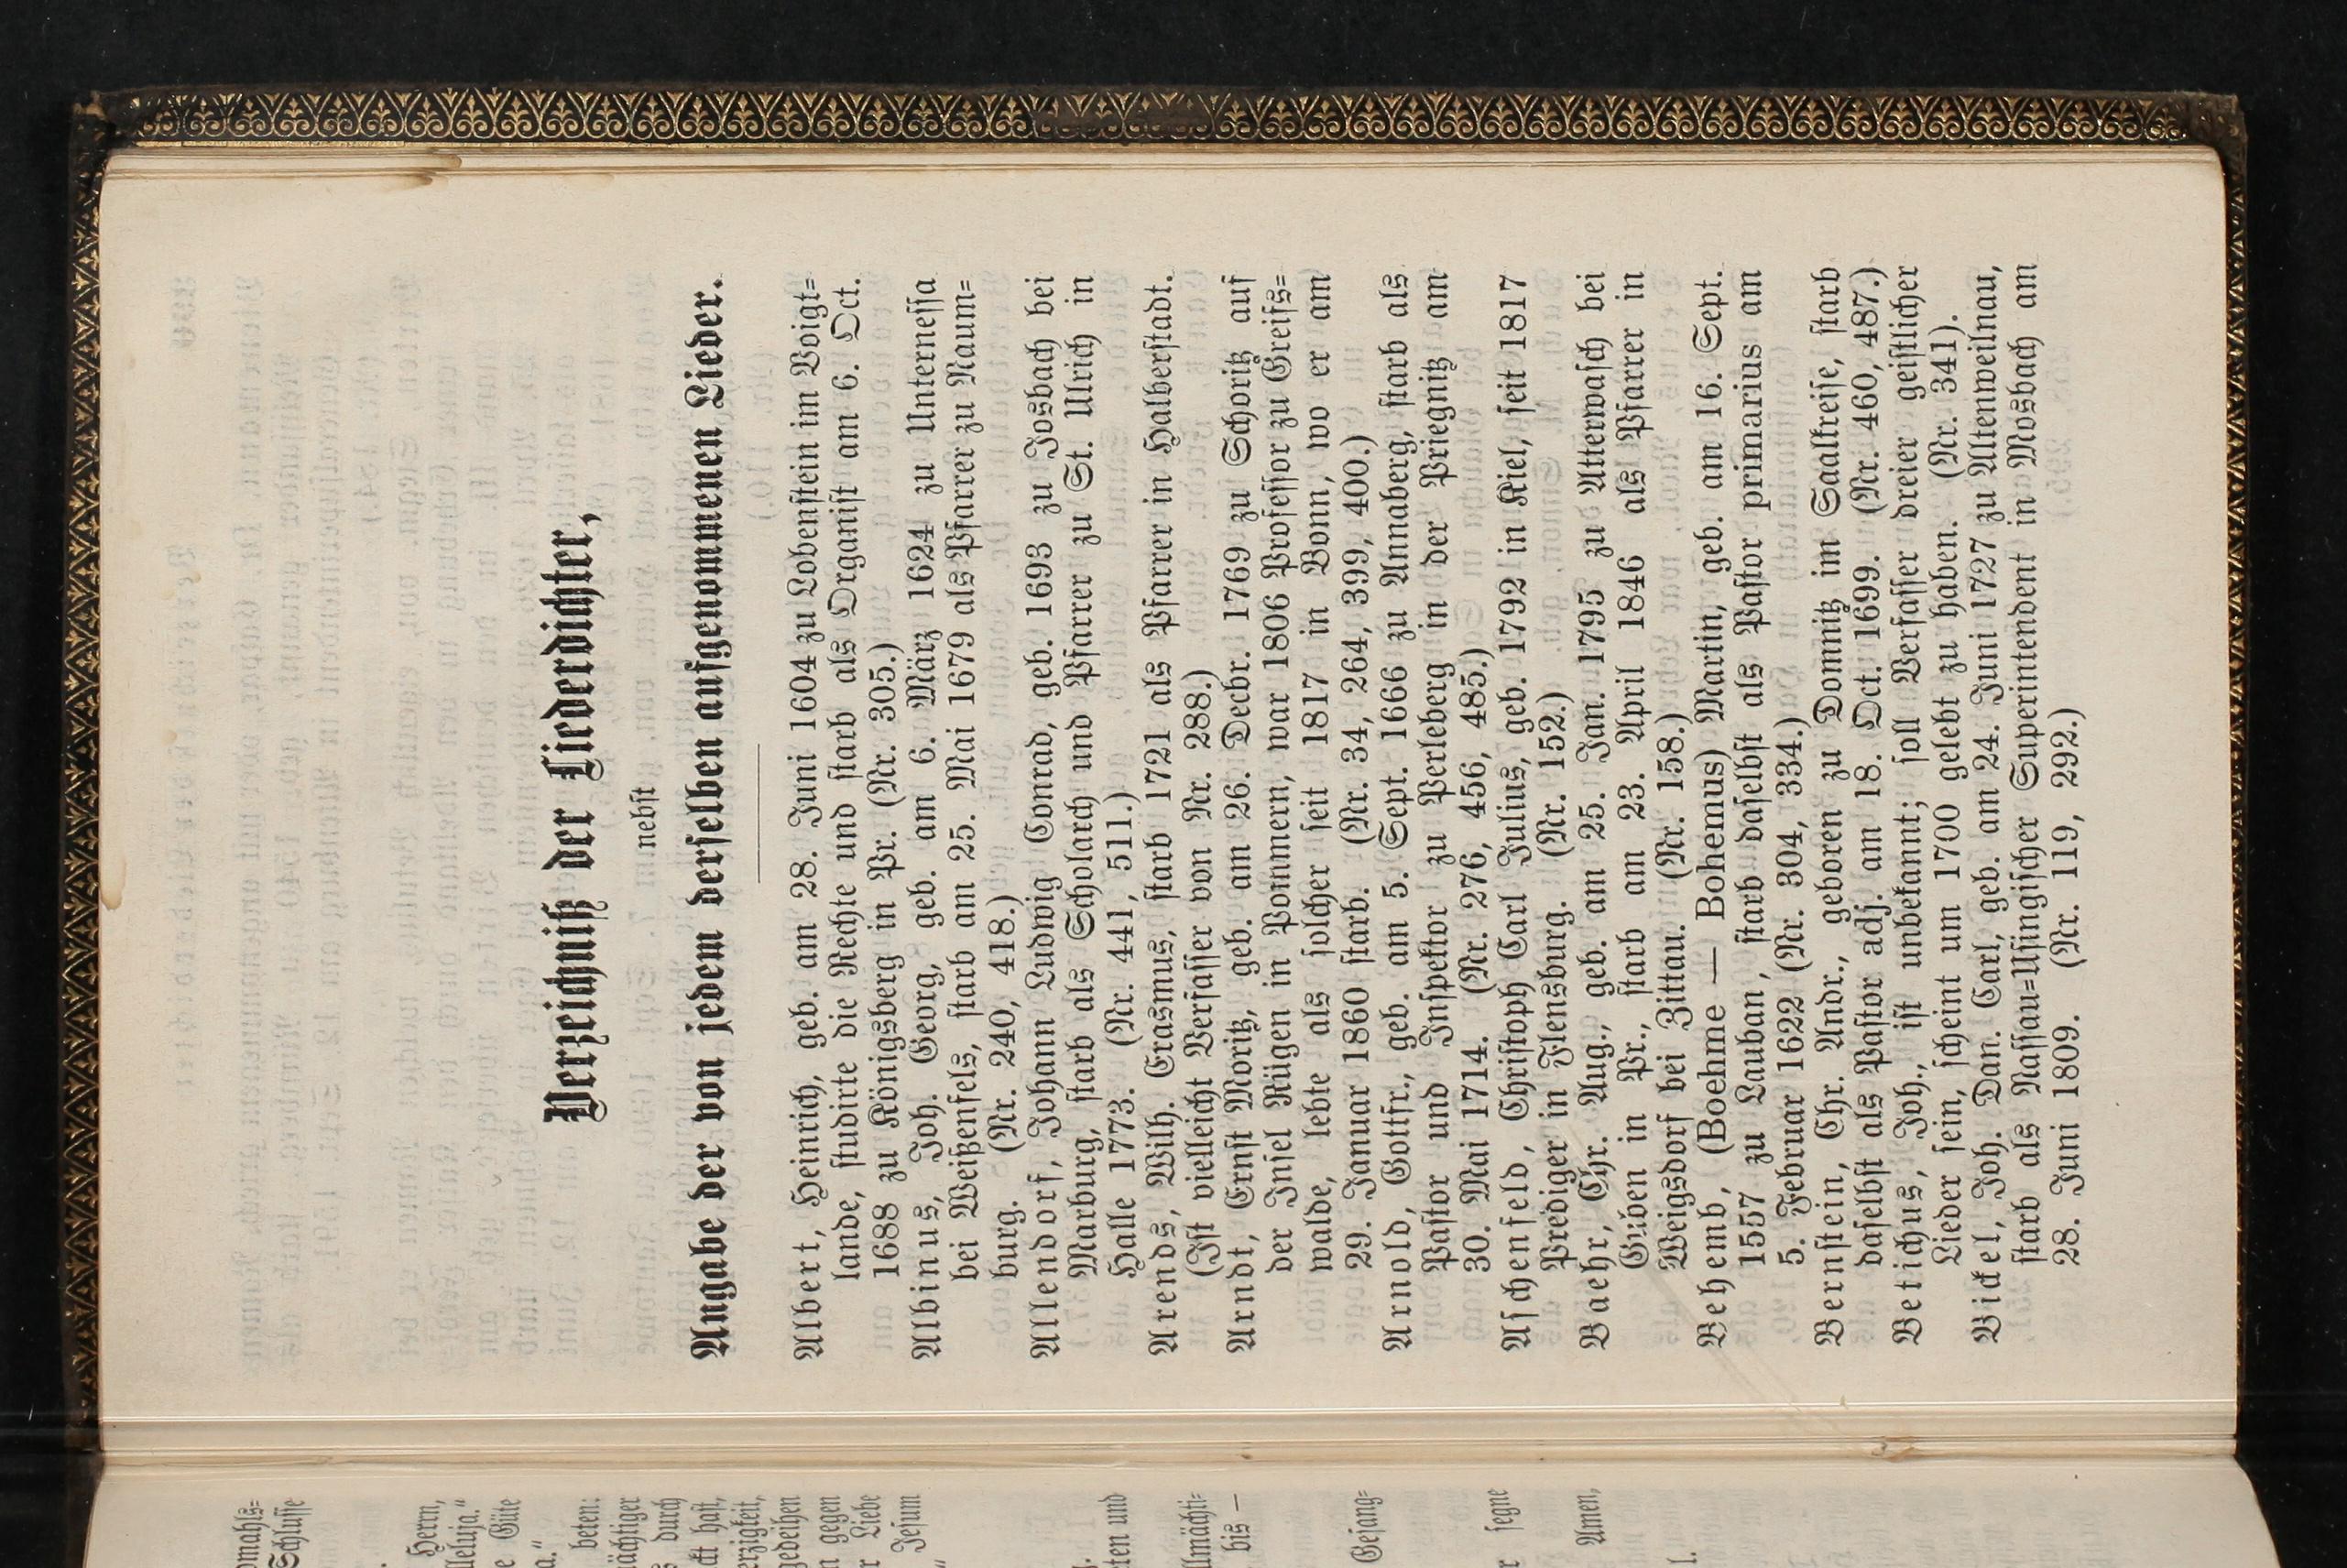 Verzeichniß der Liederdichter,
nebst
Angabe der von jedem derselben aufgenommenen Lieder.
Albert, Heinrich, geb. am 28. Juni 1604 zu Lobenstein im Voigt=
lande, studirte die Rechte und starb als Organist am 6. Oct.
1688 zu Königsberg in Pr. (Nr. 305.)
Albinus, Joh. Georg, geb. am 6. März 1624 zu Unternessa
bei Weißenfels, starb am 25. Mai 1679 als Pfarrer zu Naum=
burg. (Nr. 240, 418.)
Allendorf, Johann Ludwig Conrad, geb. 1693 zu Josbach bei
Marburg, starb als Scholarch und Pfarrer zu St. Ulrich in
Halle 1773. (Nr. 441, 511.)
Arends, Wilh. Erasmus, starb 1721 als Pfarrer in Halberstadt.
(Ist vielleicht Verfasser von Nr. 288.)
Arndt, Ernst Moritz, geb. am 26. Decbr. 1769 zu Schoritz auf
der Insel Rügen in Pommern, war 1806 Professor zu Greifs=
walde, lebte als solcher seit 1817 in Bonn, wo er am
29. Januar 1860 starb. (Nr. 34, 264, 399, 400.)
Arnold, Gottfr., geb. am 5. Sept. 1666 zu Annaberg, starb als
Pastor und Inspektor zu Perleberg in der Priegnitz am
30. Mai 1714. (Nr. 276, 456, 485.)
Aschenfeld, Christoph Carl Julius, geb. 1792 in Kiel, seit 1817
Prediger in Flensburg. (Nr. 152.)
Baehr, Chr. Aug., geb. am 25. Jan. 1795 zu Atterwasch bei
Guben in Pr., starb am 23. April 1846 als Pfarrer in
Weigsdorf bei Zittau. (Nr. 158.)
Behemb, (Boehme — Bohemus) Martin, geb. am 16. Sept.
1557 zu Lauban, starb daselbst als Pastor primarius am
5. Februar 1622 (Nr. 304, 334.)
Bernstein, Chr. Andr., geboren zu Domnitz im Saalkreise, starb
daselbst als Pastor adj. am 18. Oct. 1699. (Nr. 460, 487.)
Betichus, Joh., ist unbekannt; soll Verfasser dreier geistlicher
Lieder sein, scheint um 1700 gelebt zu haben. (Nr. 341).
Bickel, Joh. Dan. Carl, geb. am 24. Juni 1727 zu Altenweilnau,
starb als Nassau=Usingischer Superintendent in Mosbach am
28. Juni 1809. (Nr. 119, 292.)